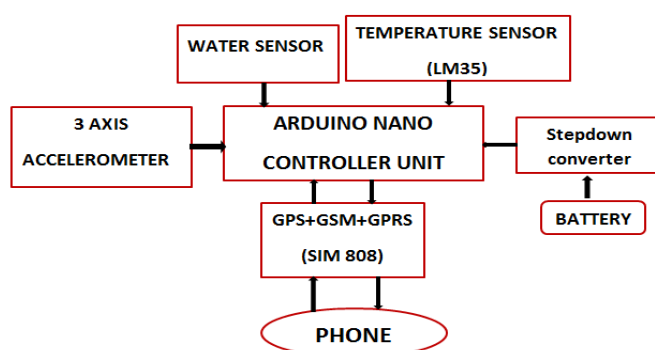 WATER SENSOR
TEMPERATURE SENSOR
(LM35)
3 AXIS
ACCELEROMETER
ARDUINO NANO
CONTROLLER UNIT
Stepdown
converter
BATTERY
GPS+GSM+GPRS
(SIM 808)
PHONE